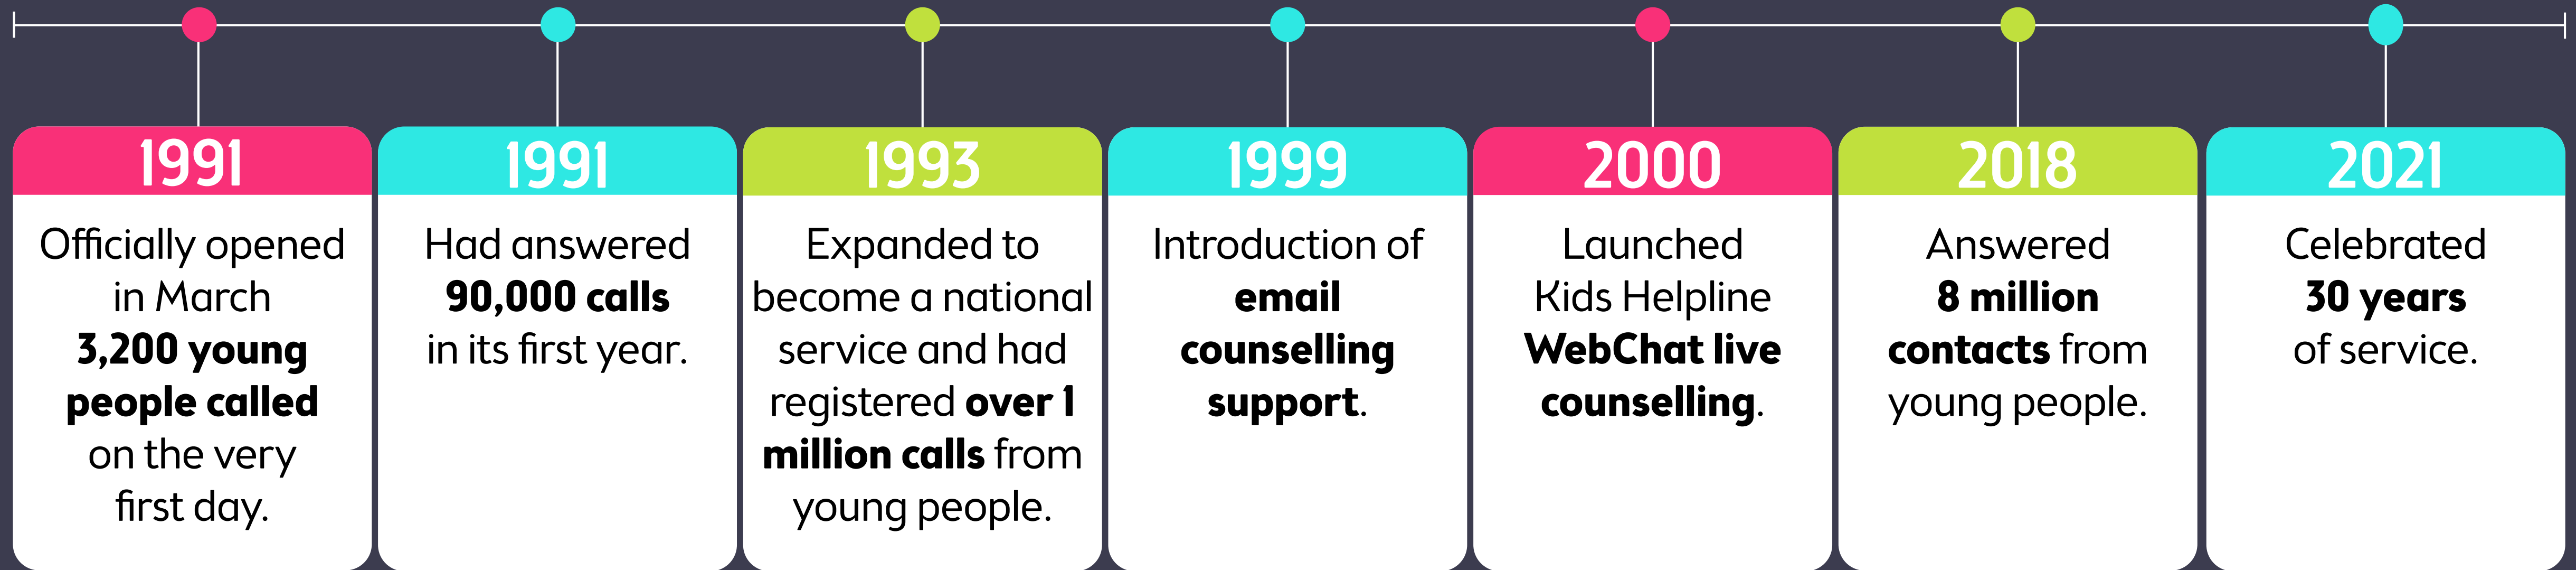 1991
Officially opened
in March
3,200 young
people called
on the very
first day.
1991
Had answered
90,000 calls
in its first year.
1993
Expanded to
become a national
service and had
registered over 1
million calls from
young people.
1999
Introduction of
email
counselling
support.
2000
Launched
Kids Helpline
WebChat live
counselling.
2018
Answered
8 million
contacts from
young people.
2021
Celebrated
30 years
of service.